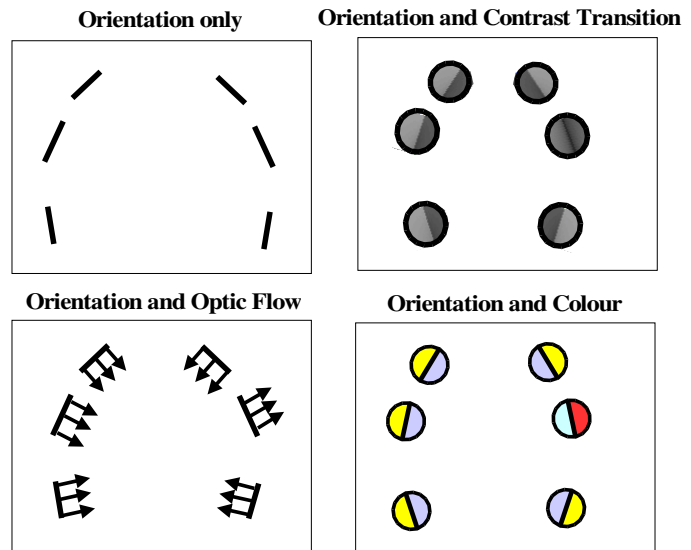 Orientation only
Orientation and Contrast Transition
Orientation and Optic Flow
Orientation and Colour